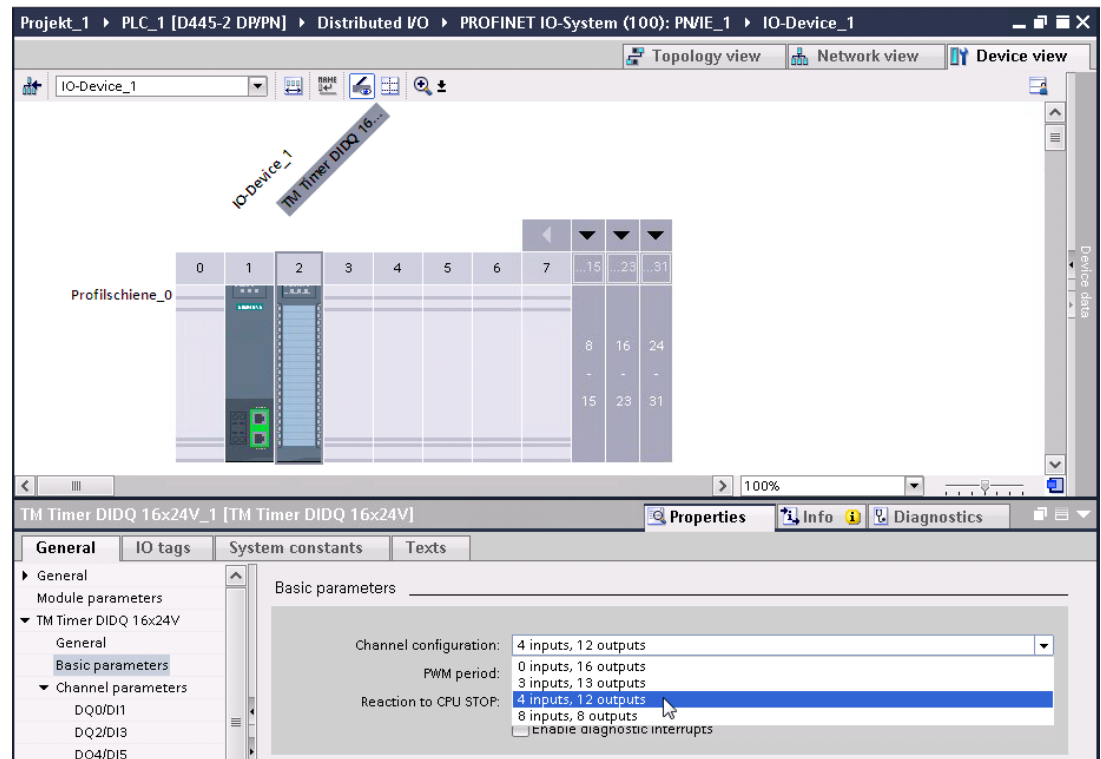 Projekt_1 ▸ PLC_1 [D445-2 DP/PN] ▸ Distributed I/O ▸ PROFINET IO-System (100): PN/IE_1 ▸ IO-Device_1
Topology view Network view Device view
IO-Device_1
IO-Device_1
TM Timer DIDQ 16...
0 1 2 3 4 5 6 7 ...15 ...23 ...31
Profilschiene_0
8 16 24
- - -
15 23 31
Device data
100%
TM Timer DIDQ 16x24V_1 [TM Timer DIDQ 16x24V]
Properties Info Diagnostics
General IO tags System constants Texts
General
Module parameters
TM Timer DIDQ 16x24V
General
Basic parameters
Channel parameters
DQ0/DI1
DQ2/DI3
DQ4/DI5
Basic parameters
Channel configuration: 4 inputs, 12 outputs
PWM period:
Reaction to CPU STOP:
0 inputs, 16 outputs
3 inputs, 13 outputs
4 inputs, 12 outputs
8 inputs, 8 outputs
Enable diagnostic interrupts